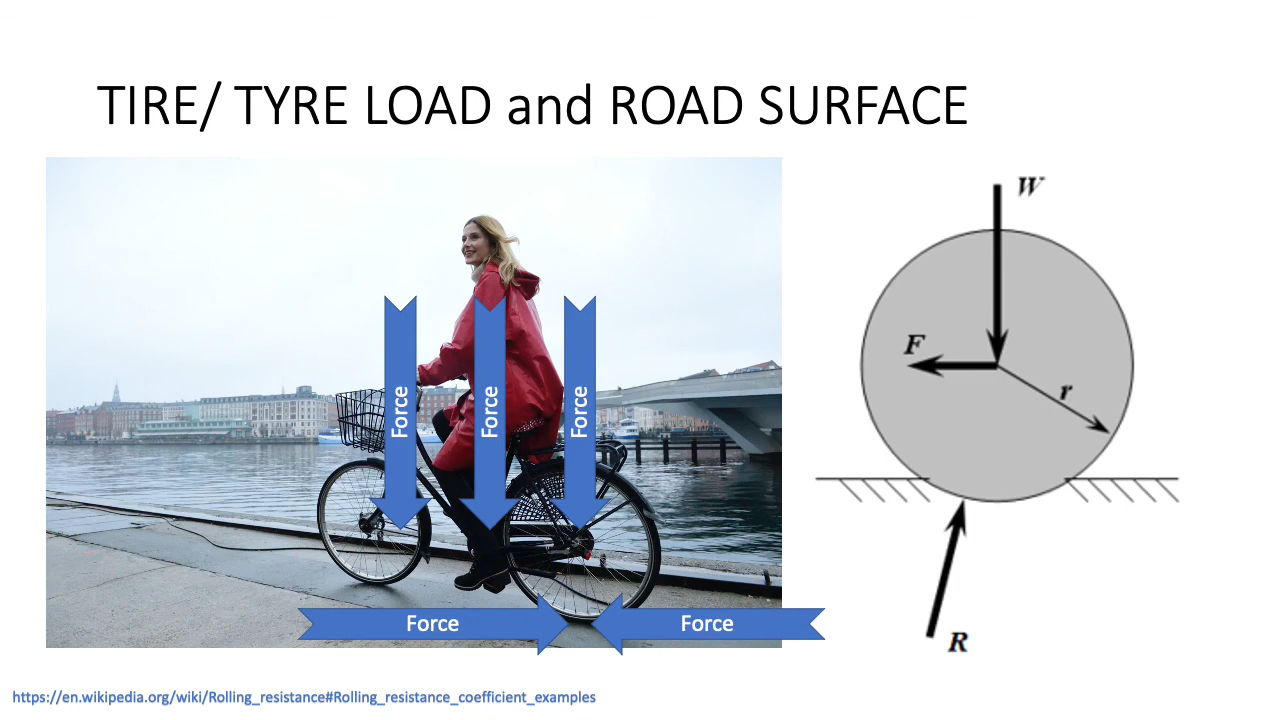 TIRE/ TYRE LOAD and ROAD SURFACE
Force
Force
Force
Force
Force
W
F
r
R
https://en.wikipedia.org/wiki/Rolling_resistance#Rolling_resistance_coefficient_examples